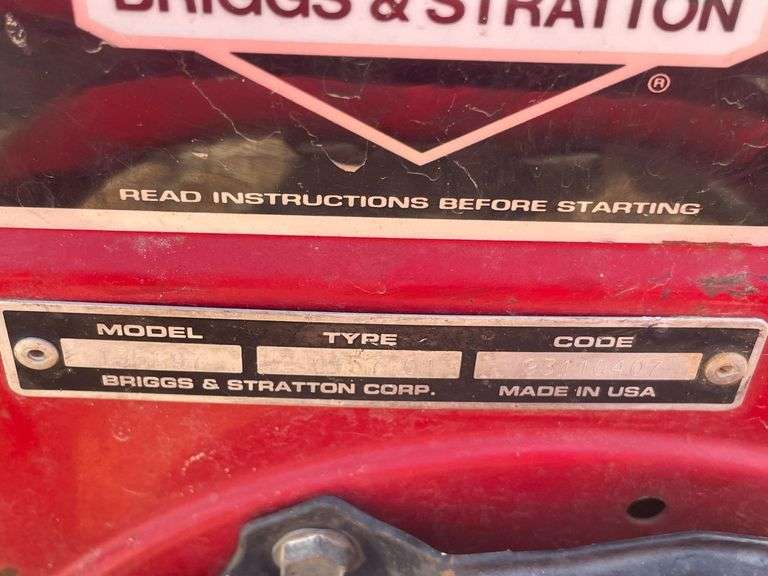 BRIGGS & STRATTON
®
READ INSTRUCTIONS BEFORE STARTING
MODEL TYPE CODE
BRIGGS & STRATTON CORP. MADE IN USA